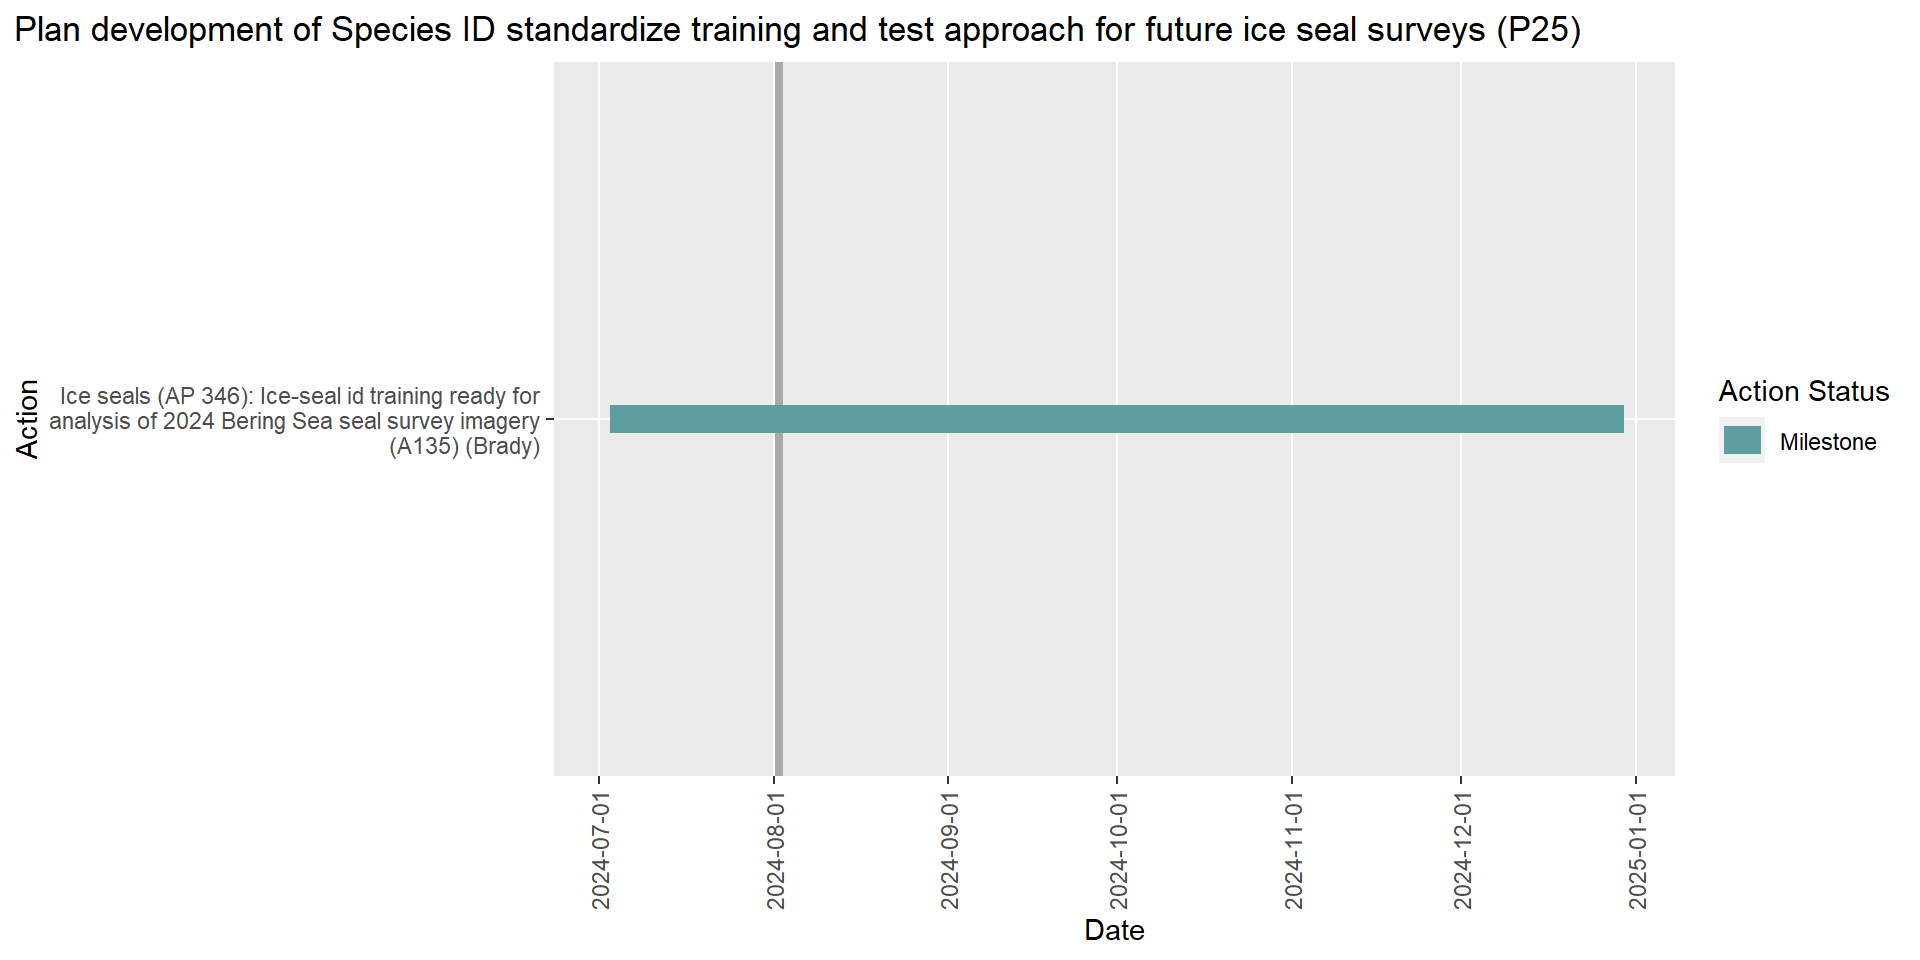 Plan development of Species ID standardize training and test approach for future ice seal surveys (P25)
Action
Ice seals (AP 346): Ice-seal id training ready for
analysis of 2024 Bering Sea seal survey imagery
(A135) (Brady)
Action Status
Milestone
2024-07-01
2024-08-01
2024-09-01
2024-10-01
2024-11-01
2024-12-01
2025-01-01
Date